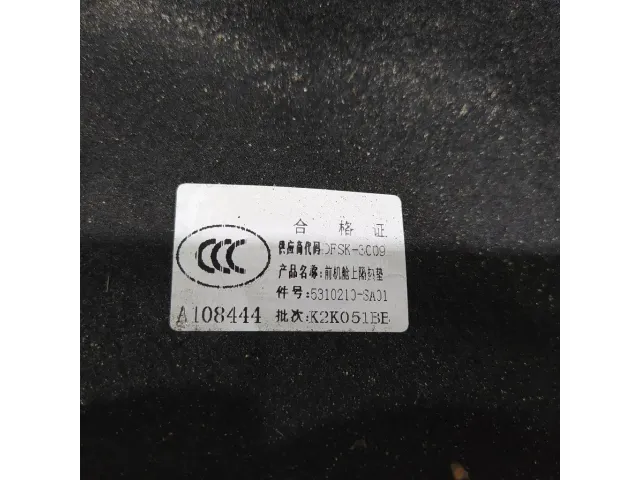 合格证
供应商代码:DFSK-3C09
产品名称:前机舱上隔热垫
件号:5310210-SA01
CCC
A108444 批次:K2K051BE